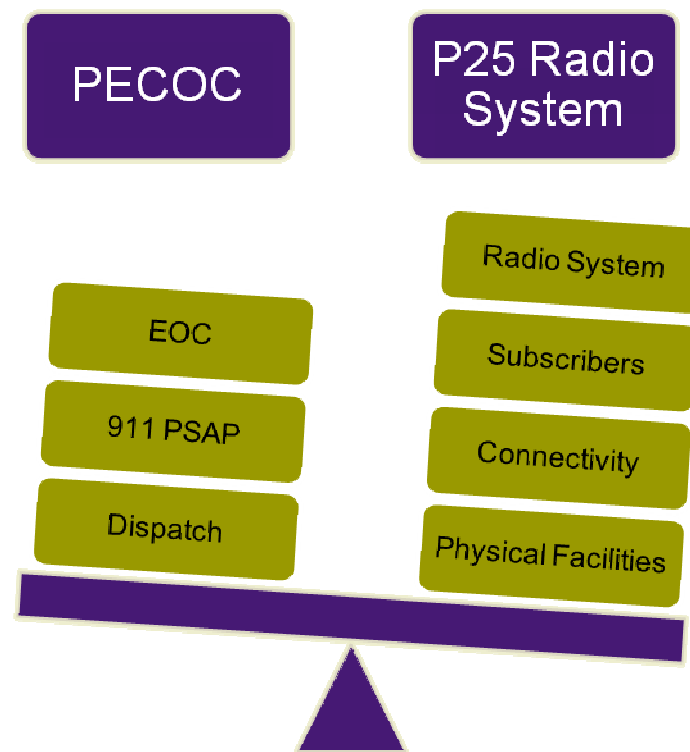 PECOC
P25 Radio
System
EOC
911 PSAP
Dispatch
Radio System
Subscribers
Connectivity
Physical Facilities